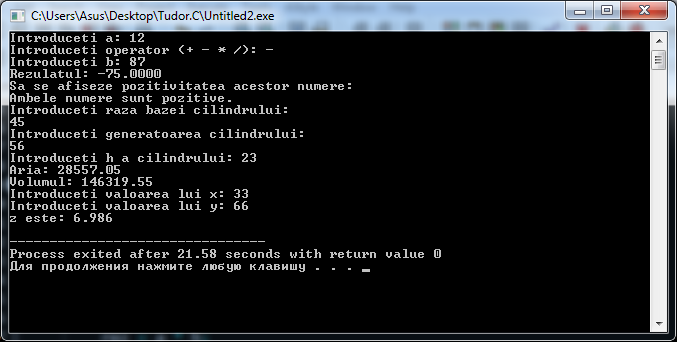 C:\Users\Asus\Desktop\Tudor.C\Untitled2.exe
Introduceti a: 12
Introduceti operator (+ - * /): -
Introduceti b: 87
Rezulatul: -75.0000
Sa se afiseze pozitivitatea acestor numere:
Ambele numere sunt pozitive.
Introduceti raza bazei cilindrului:
45
Introduceti generatoarea cilindrului:
56
Introduceti h a cilindrului: 23
Aria: 28557.05
Volumul: 146319.55
Introduceti valoarea lui x: 33
Introduceti valoarea lui y: 66
z este: 6.986
--------------------------------
Process exited after 21.58 seconds with return value 0
Для продолжения нажмите любую клавишу . . . _